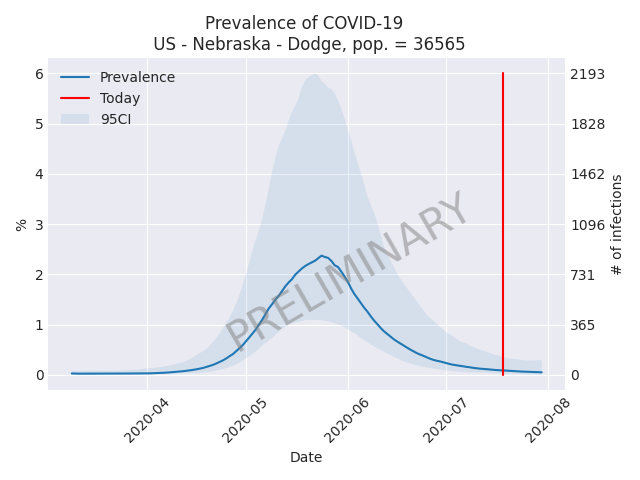 Prevalence of COVID-19
US - Nebraska - Dodge, pop. = 36565
Prevalence
Today
95CI
6
5
4
3
2
1
0
%
2193
1828
1462
1096
731
365
0
# of infections
PRELIMINARY
2020-04
2020-05
2020-06
2020-07
2020-08
Date